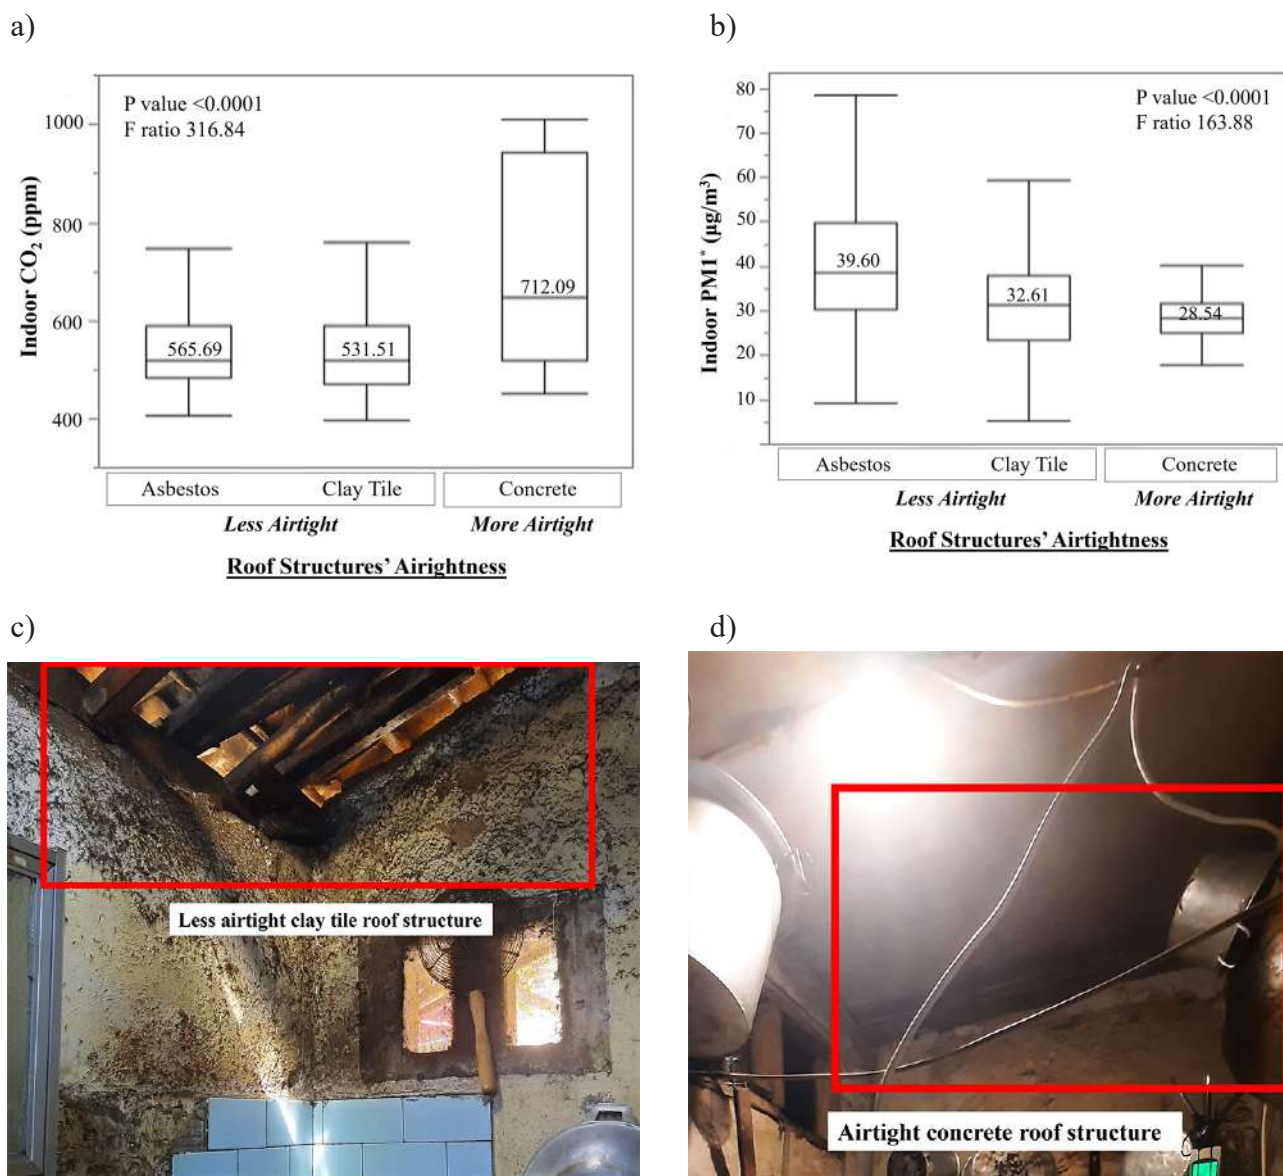 a)
P value <0.0001
F ratio 316.84
Indoor CO₂ (ppm)
1000
800
600
400
565.69
531.51
712.09
Asbestos
Clay Tile
Concrete
Less Airtight
More Airtight
Roof Structures' Airightness
b)
P value <0.0001
F ratio 163.88
Indoor PM1* (µg/m³)
80
70
60
50
40
30
20
10
39.60
32.61
28.54
Asbestos
Clay Tile
Concrete
Less Airtight
More Airtight
Roof Structures' Airtightness
c)
Less airtight clay tile roof structure
d)
Airtight concrete roof structure